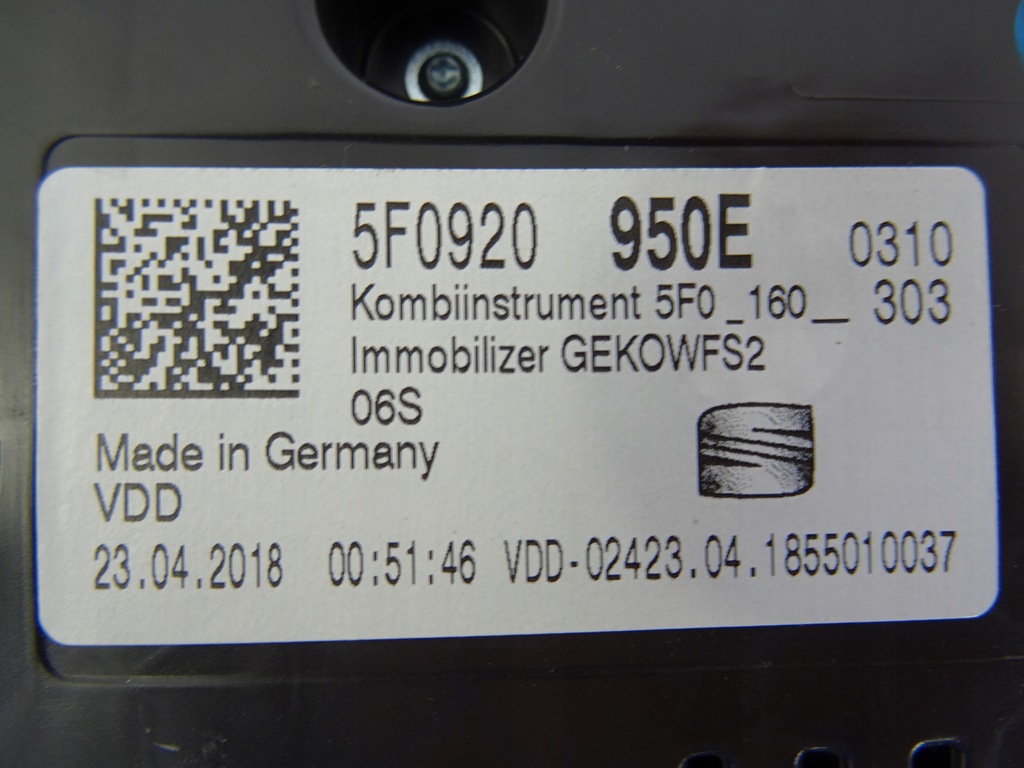 5F0920 950E 0310
Kombiinstrument 5F0_160__ 303
Immobilizer GEKOWFS2
06S
Made in Germany
VDD
23.04.2018 00:51:46 VDD-02423.04.1855010037